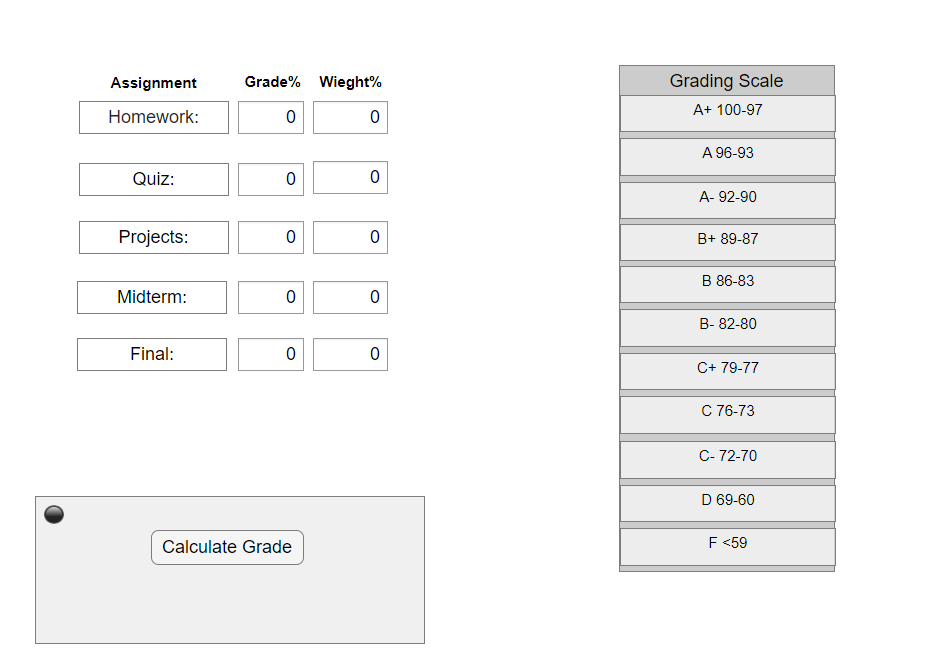 Assignment Grade% Wieght%
Homework: 0 0
Quiz: 0 0
Projects: 0 0
Midterm: 0 0
Final: 0 0
Calculate Grade
Grading Scale
A+ 100-97
A 96-93
A- 92-90
B+ 89-87
B 86-83
B- 82-80
C+ 79-77
C 76-73
C- 72-70
D 69-60
F <59